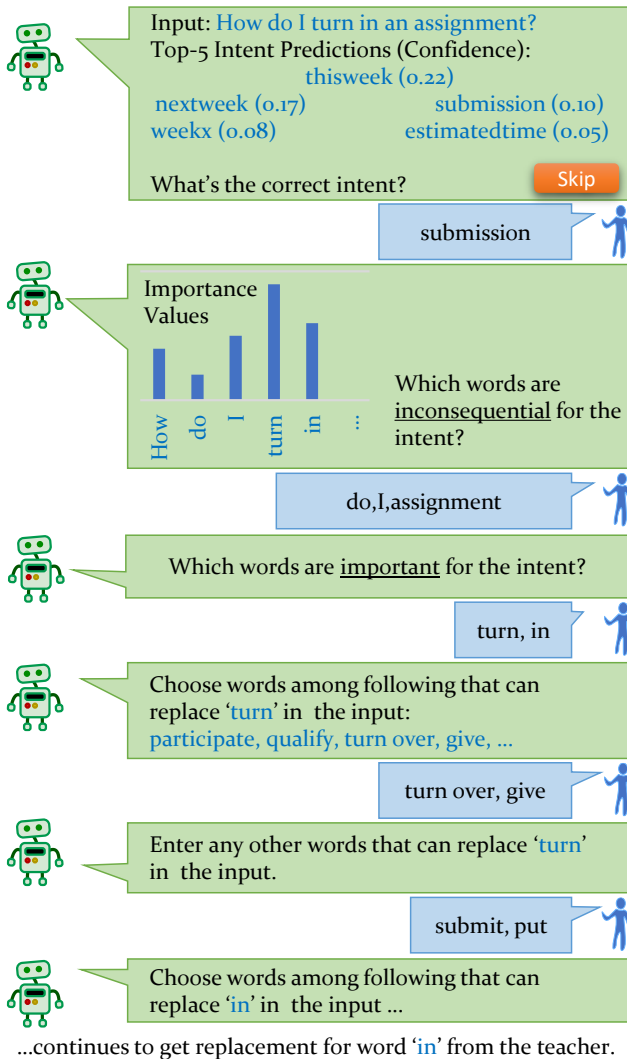 Input: How do I turn in an assignment?
Top-5 Intent Predictions (Confidence):
thisweek (0.22)
nextweek (0.17) submission (0.10)
weekx (0.08) estimatedtime (0.05)
What's the correct intent? Skip
submission
Importance
Values
How do I turn in ...
Which words are
inconsequential for the
intent?
do,I,assignment
Which words are important for the intent?
turn, in
Choose words among following that can
replace 'turn' in the input:
participate, qualify, turn over, give, ...
turn over, give
Enter any other words that can replace 'turn'
in the input.
submit, put
Choose words among following that can
replace 'in' in the input ...
...continues to get replacement for word 'in' from the teacher.